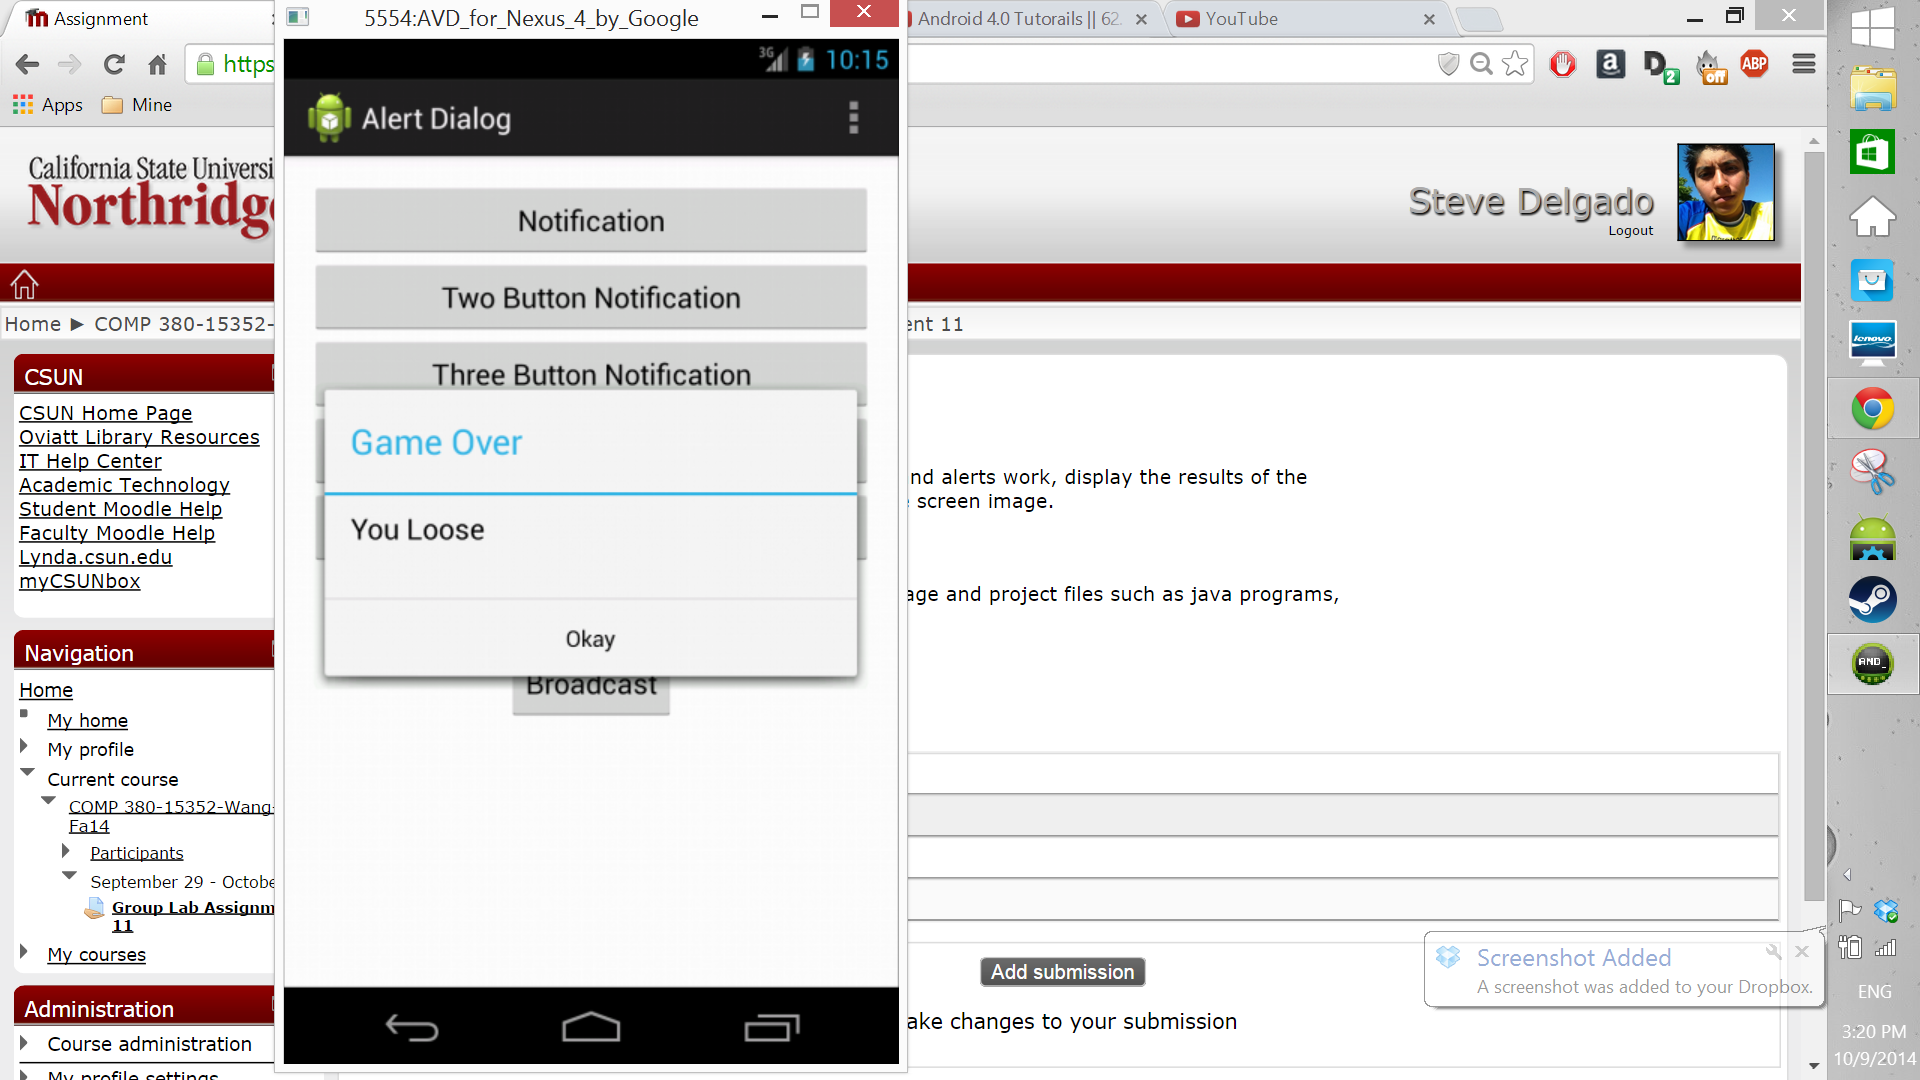 Assignment
5554:AVD_for_Nexus_4_by_Google
Android 4.0 Tutorails || 62.
YouTube
https
ABP
2
off
Apps
Mine
3G
10:15
Alert Dialog
California State Universi
Northridg
Steve Delgado
Logout
Notification
Two Button Notification
Three Button Notification
Home ► COMP 380-15352-
ent 11
Game Over
You Loose
Okay
Broadcast
CSUN
CSUN Home Page
Oviatt Library Resources
IT Help Center
Academic Technology
Student Moodle Help
Faculty Moodle Help
Lynda.csun.edu
myCSUNbox
nd alerts work, display the results of the
screen image.
age and project files such as java programs,
Navigation
Home
My home
My profile
Current course
COMP 380-15352-Wang-
Fa14
Participants
September 29 - Octobe
Group Lab Assignm
11
My courses
Administration
Course administration
My profile settings
Add submission
ake changes to your submission
Screenshot Added
A screenshot was added to your Dropbox.
lenovo
AND_
ENG
3:20 PM
10/9/2014